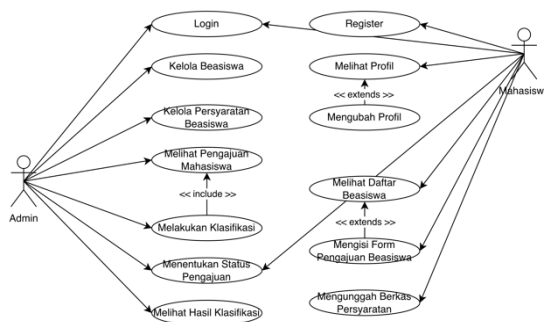 Login
Register
Kelola Beasiswa
Melihat Profil
Mahasisw
<< extends >>
Kelola Persyaratan
Beasiswa
Mengubah Profil
Melihat Pengajuan
Mahasiswa
Admin
<< include >>
Melihat Daftar
Beasiswa
Melakukan Klasifikasi
<< extends >>
Mengisi Form
Pengajuan Beasiswa
Menentukan Status
Pengajuan
Melihat Hasil Klasifikasi
Mengunggah Berkas
Persyaratan